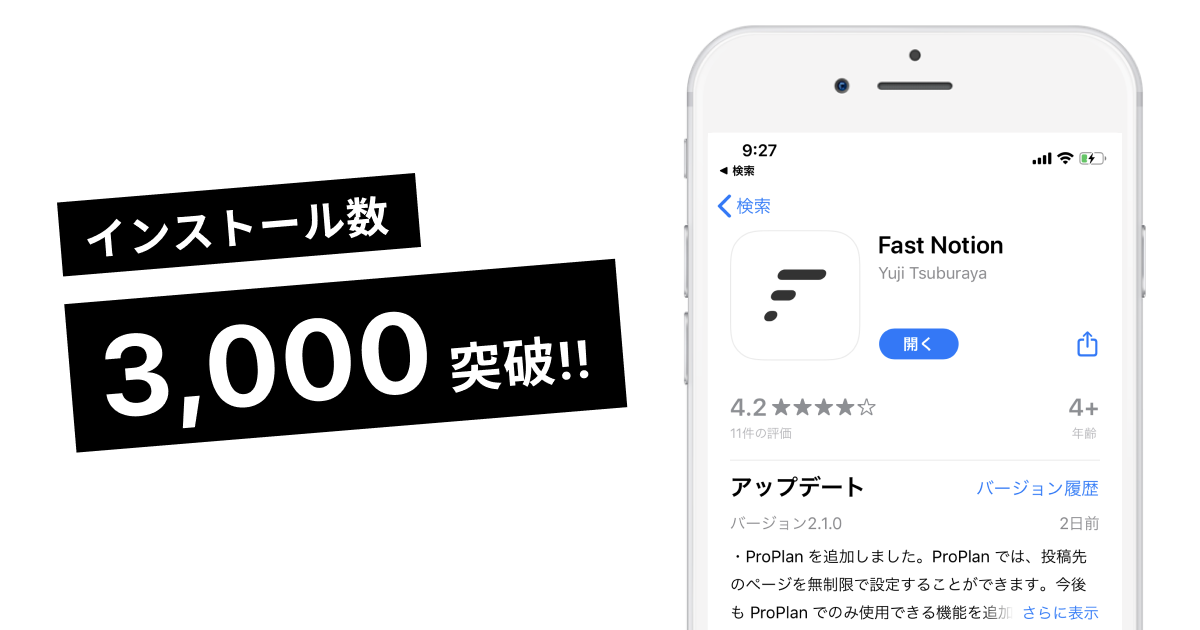 インストール数
3,000 突破!!
9:27
◀ 検索
検索
Fast Notion
Yuji Tsuburaya
開く
4.2 ★★★★☆
4+
11件の評価
年齢
アップデート
バージョン履歴
バージョン2.1.0
2日前
・ProPlan を追加しました。ProPlan では、投稿先
のページを無制限で設定することができます。今後
も ProPlan でのみ使用できる機能を追加 さらに表示